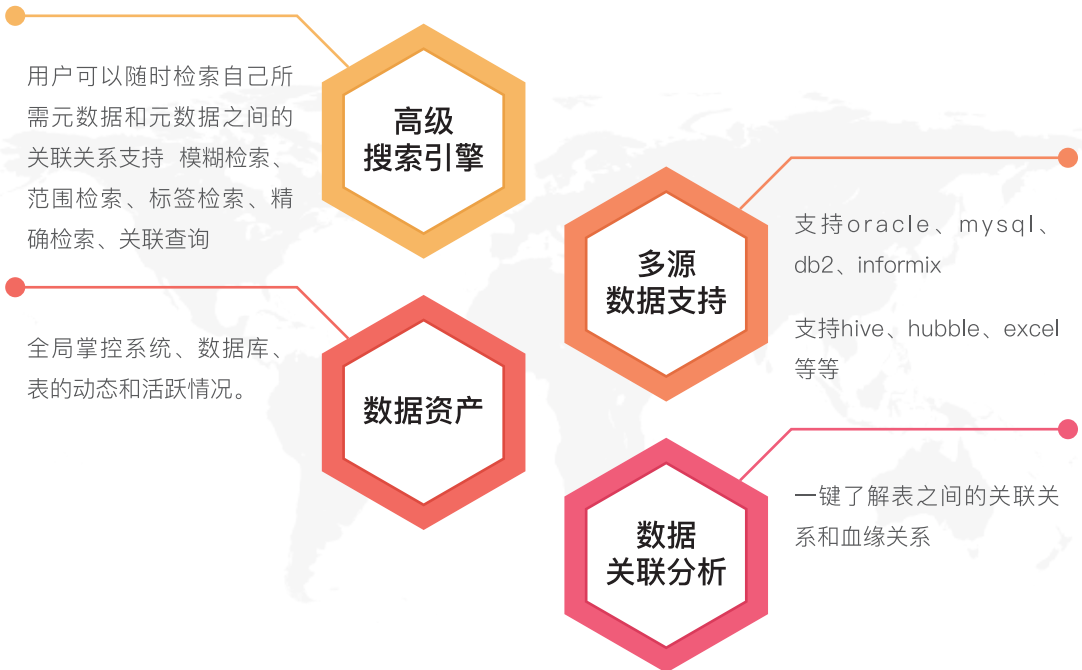 高级
搜索引擎
用户可以随时检索自己所
需元数据和元数据之间的
关联关系支持 模糊检索、
范围检索、标签检索、精
确检索、关联查询
多源
数据支持
支持oracle、mysql、
db2、informix
支持hive、hubble、excel
等等
数据资产
全局掌控系统、数据库、
表的动态和活跃情况。
数据
关联分析
一键了解表之间的关联关
系和血缘关系